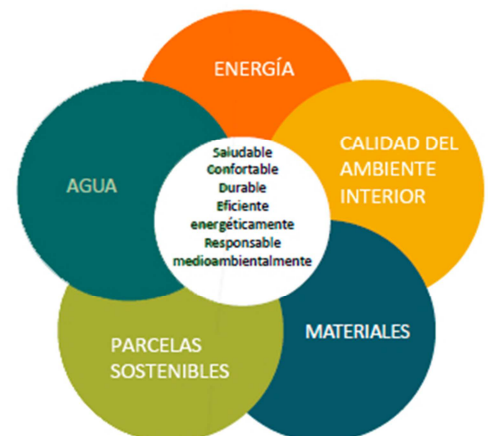 ENERGÍA
CALIDAD DEL
AMBIENTE
INTERIOR
MATERIALES
PARCELAS
SOSTENIBLES
AGUA
Saludable
Confortable
Durable
Eficiente
energéticamente
Responsable
medioambientalmente